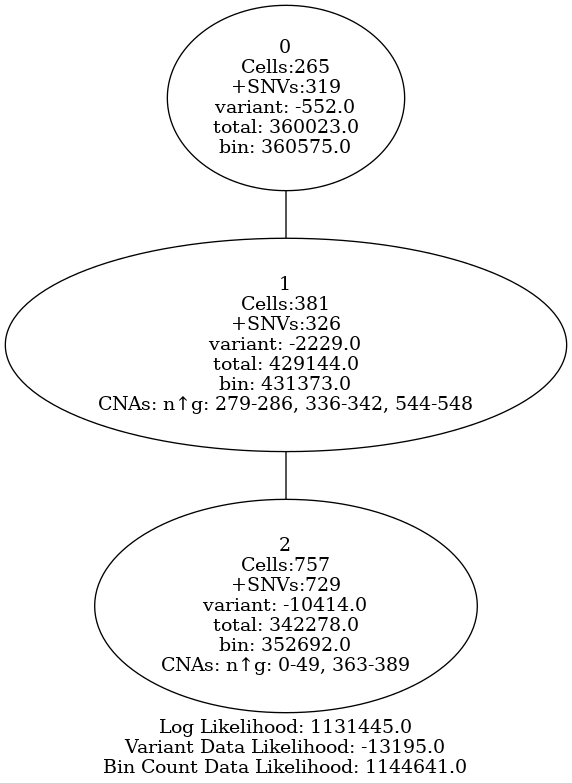 0
Cells:265
+SNVs:319
variant: -552.0
total: 360023.0
bin: 360575.0
1
Cells:381
+SNVs:326
variant: -2229.0
total: 429144.0
bin: 431373.0
CNAs: n↑g: 279-286, 336-342, 544-548
2
Cells:757
+SNVs:729
variant: -10414.0
total: 342278.0
bin: 352692.0
CNAs: n↑g: 0-49, 363-389
Log Likelihood: 1131445.0
Variant Data Likelihood: -13195.0
Bin Count Data Likelihood: 1144641.0